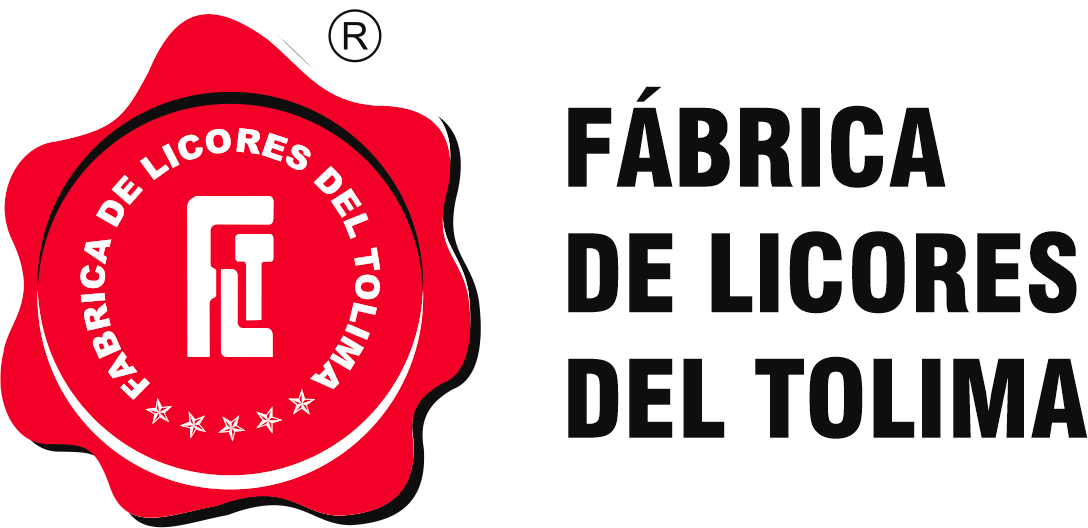 ®
FABRICA DE LICORES DEL TOLIMA
FLT
FÁBRICA
DE LICORES
DEL TOLIMA